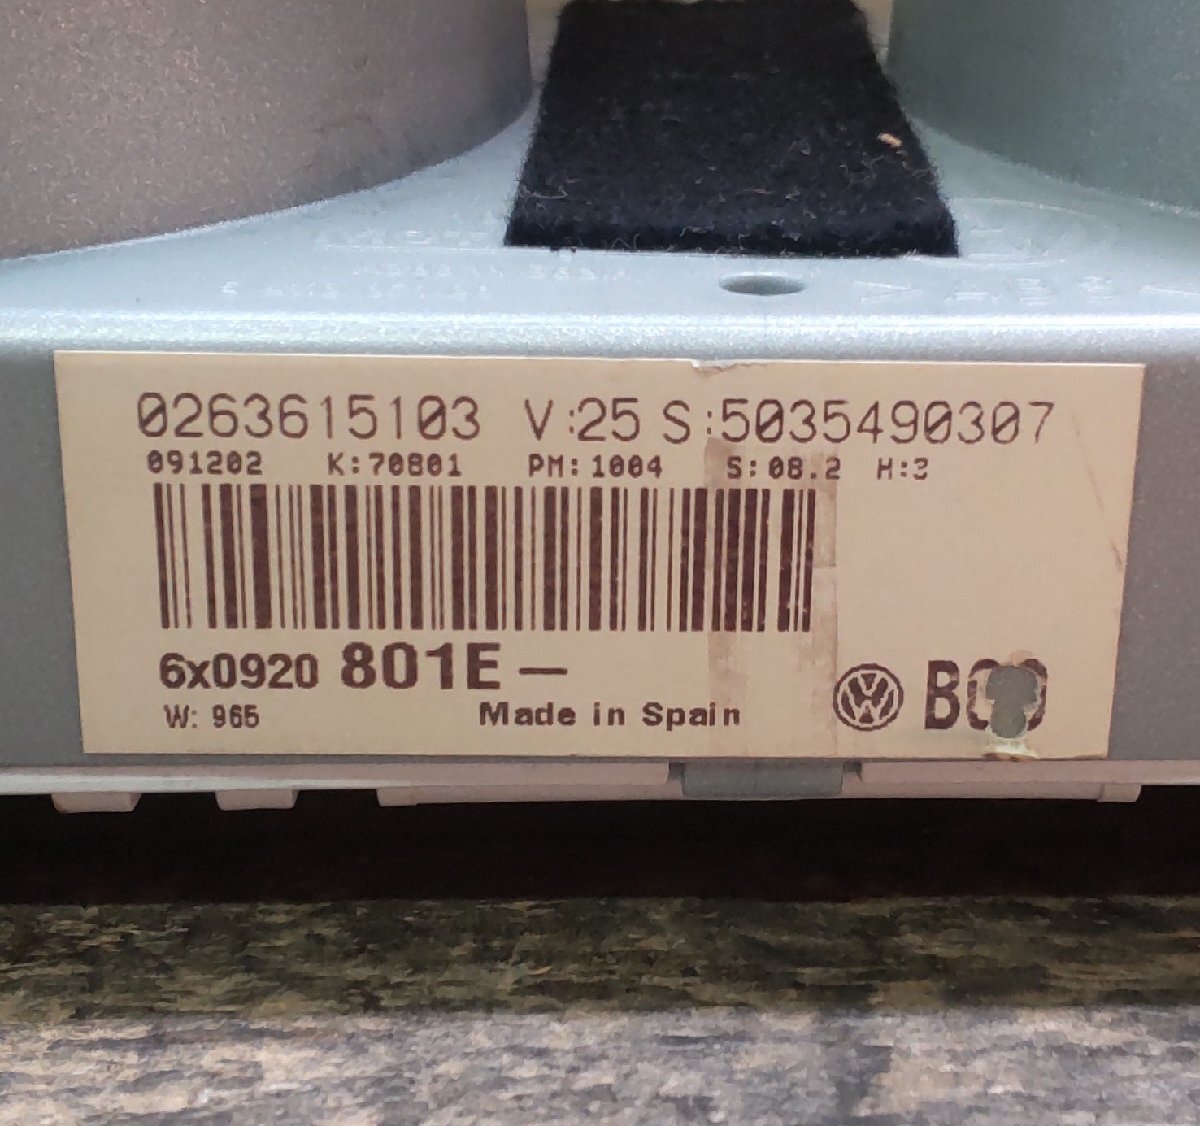 0263615103 V:25 S:5035490307
091202 K:70801 PM:1004 S:08.2 H:3
6x0920 801E –
W: 965 Made in Spain